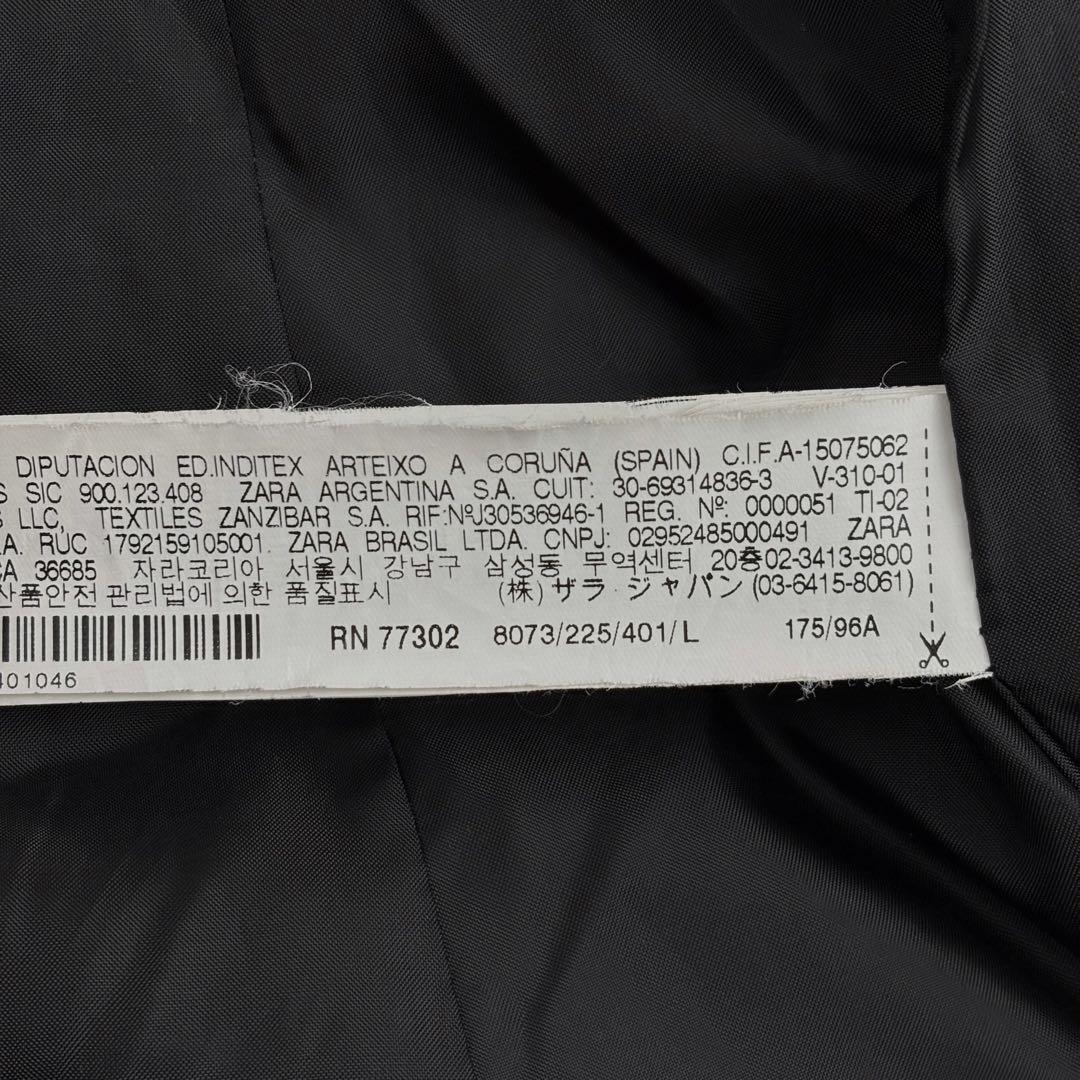 DIPUTACION ED.INDITEX ARTEIXO A CORUÑA (SPAIN) C.I.F.A-15075062
S SIC 900.123.408 ZARA ARGENTINA S.A. CUIT: 30-69314836-3 V-310-01
S LLC, TEXTILES ZANZIBAR S.A. RIF:NºJ30536946-1 REG. Nº: 0000051 TI-02
.A. RUC 1792159105001. ZARA BRASIL LTDA. CNPJ: 02952485000491 ZARA
CA 36685 자라코리아 서울시 강남구 삼성동 무역센터 20층02-3413-9800
산품안전 관리법에 의한 품질표시 (株)ザラ・ジャパン (03-6415-8061)
RN 77302 8073/225/401/L 175/96A
401046